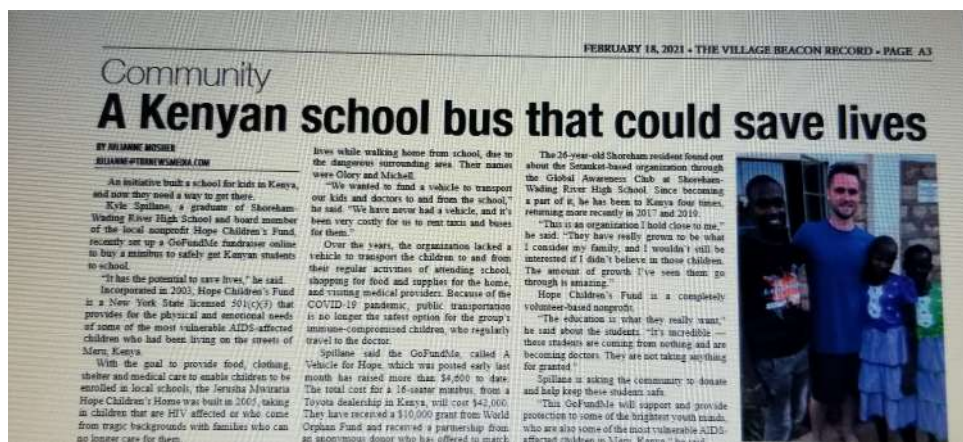 FEBRUARY 18, 2021 • THE VILLAGE BEACON RECORD • PAGE A3
Community
A Kenyan school bus that could save lives
BY JULIANNE MOSHER
JULIANNE@TBRNEWSMEDIA.COM
An initiative built a school for kids in Kenya,
and now they need a way to get there.
Kyle Spillane, a graduate of Shoreham-
Wading River High School and board member
of the local nonprofit Hope Children's Fund,
recently set up a GoFundMe fundraiser online
to buy a minibus to safely get Kenyan students
to school.
"It has the potential to save lives," he said.
Incorporated in 2003, Hope Children's Fund
is a New York State licensed 501(c)(3) that
provides for the physical and emotional needs
of some of the most vulnerable AIDS-affected
children who had been living on the streets of
Meru, Kenya.
With the goal to provide food, clothing,
shelter and medical care to enable children to be
enrolled in local schools, the Jerusha Mwiraria
Hope Children's Home was built in 2005, taking
in children that are HIV affected or who come
from tragic backgrounds with families who can
no longer care for them.
lives while walking home from school, due to
the dangerous surrounding area. Their names
were Glory and Michell.
"We wanted to fund a vehicle to transport
our kids and doctors to and from the school,"
he said. "We have never had a vehicle, and it's
been very costly for us to rent taxis and buses
for them."
Over the years, the organization lacked a
vehicle to transport the children to and from
their regular activities of attending school,
shopping for food and supplies for the home,
and visiting medical providers. Because of the
COVID-19 pandemic, public transportation
is no longer the safest option for the group's
immune-compromised children, who regularly
travel to the doctor.
Spillane said the GoFundMe, called A
Vehicle for Hope, which was posted early last
month has raised more than $4,600 to date.
The total cost for a 16-seater minibus, from a
Toyota dealership in Kenya, will cost $42,000.
They have received a $10,000 grant from World
Orphan Fund and received a partnership from
an anonymous donor who has offered to match
The 26-year-old Shoreham resident found out
about the Setauket-based organization through
the Global Awareness Club at Shoreham-
Wading River High School. Since becoming
a part of it, he has been to Kenya four times,
returning more recently in 2017 and 2019.
"This is an organization I hold close to me,"
he said. "They have really grown to be what
I consider my family, and I wouldn't still be
interested if I didn't believe in those children.
The amount of growth I've seen them go
through is amazing."
Hope Children's Fund is a completely
volunteer-based nonprofit.
"The education is what they really want,"
he said about the students. "It's incredible —
these students are coming from nothing and are
becoming doctors. They are not taking anything
for granted."
Spillane is asking the community to donate
and help keep these students safe.
"This GoFundMe will support and provide
protection to some of the brightest youth minds,
who are also some of the most vulnerable AIDS-
affected children in Meru, Kenya," he said.